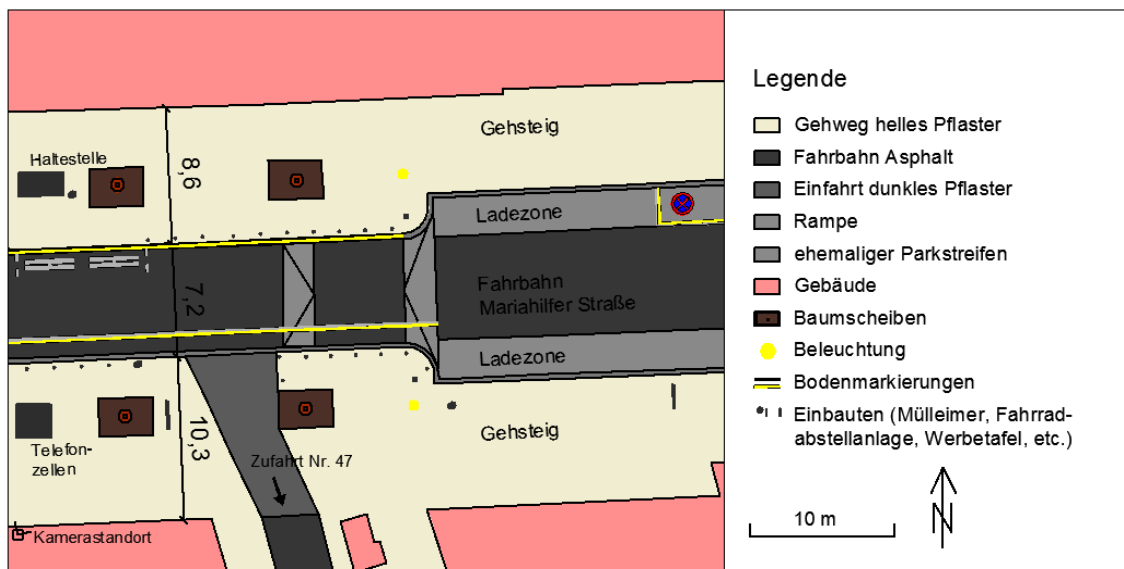 Gehsteig
Haltestelle
8,6
Ladezone
Fahrbahn
Mariahilfer Straße
7,2
Ladezone
10,3
Gehsteig
Telefon-
zellen
Zufahrt Nr. 47
Kamerastandort
Legende
Gehweg helles Pflaster
Fahrbahn Asphalt
Einfahrt dunkles Pflaster
Rampe
ehemaliger Parkstreifen
Gebäude
Baumscheiben
Beleuchtung
Bodenmarkierungen
Einbauten (Mülleimer, Fahrrad-
abstellanlage, Werbetafel, etc.)
10 m
N